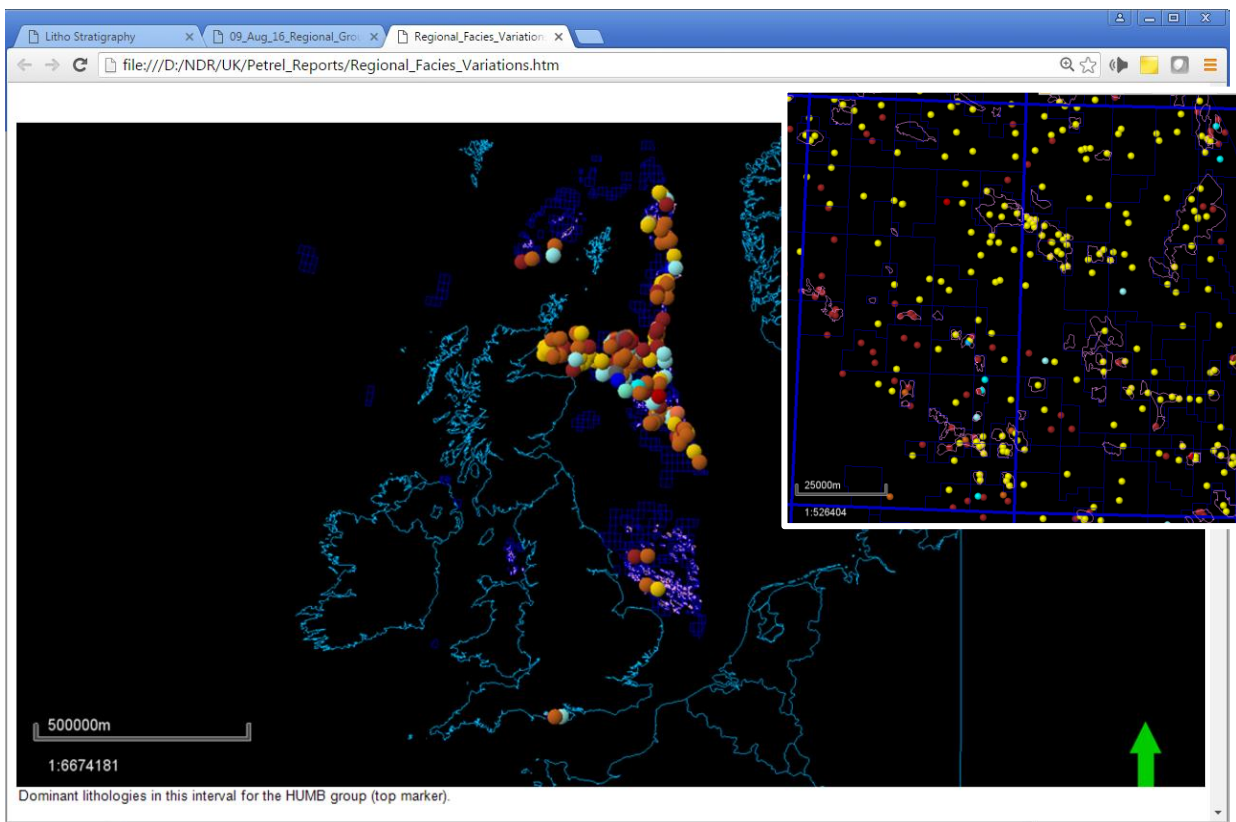 Litho Stratigraphy
09_Aug_16_Regional_Grou
Regional_Facies_Variation
file:///D:/NDR/UK/Petrel_Reports/Regional_Facies_Variations.htm
25000m
1:526404
500000m
1:6674181
Dominant lithologies in this interval for the HUMB group (top marker).